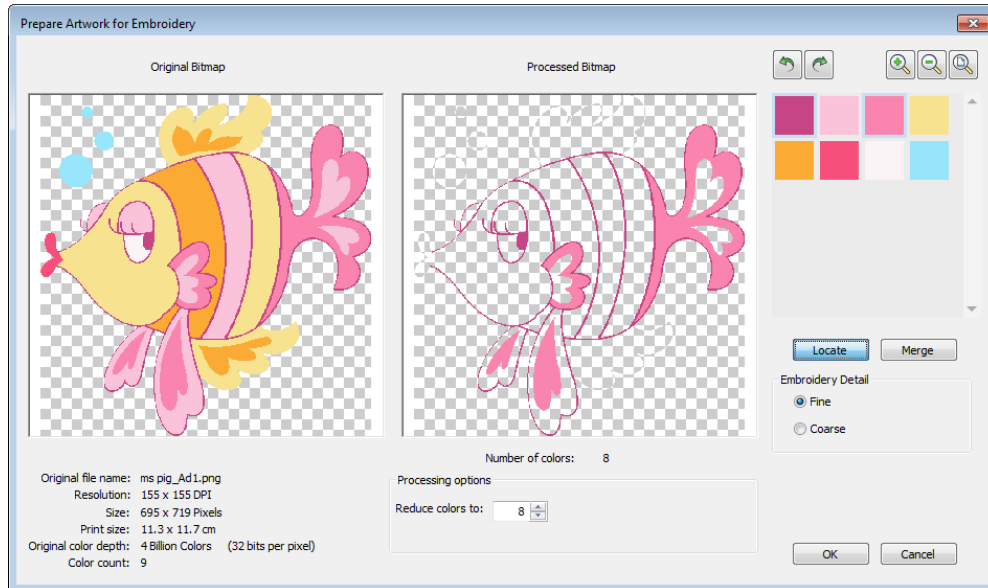 Prepare Artwork for Embroidery
Original Bitmap
Processed Bitmap
Locate
Merge
Embroidery Detail
Fine
Coarse
Number of colors: 8
Original file name: ms pig_Ad1.png
Resolution: 155 x 155 DPI
Size: 695 x 719 Pixels
Print size: 11.3 x 11.7 cm
Original color depth: 4 Billion Colors (32 bits per pixel)
Color count: 9
Processing options
Reduce colors to: 8
OK
Cancel